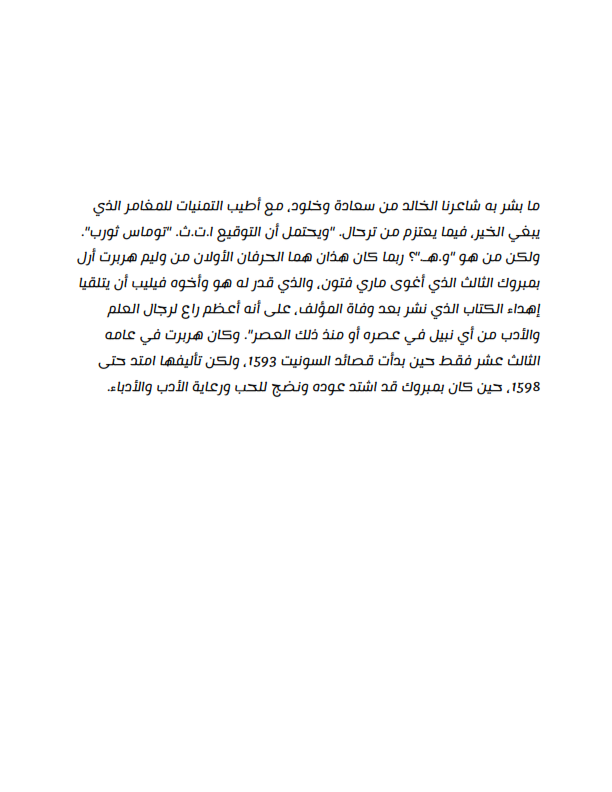 ما بشر به شاعرنا الخالد من سعادة وخلود، مع أطيب التمنيات للمغامر الذي
يبغي الخير، فيما يعتزم من ترحال. "ويحتمل أن التوقيع ا.ت.ث. "توماس ثورب".
ولكن من هو "و.هـ."؟ ربما كان هذان هما الحرفان الأولان من وليم هربرت أرل
بمبروك الثالث الذي أغوى ماري فتون، والذي قدر له هو وأخوه فيليب أن يتلقيا
إهداء الكتاب الذي نشر بعد وفاة المؤلف، على أنه أعظم راع لرجال العلم
والأدب من أي نبيل في عصره أو منذ ذلك العصر". وكان هربرت في عامه
الثالث عشر فقط حين بدأت قصائد السونيت 1593، ولكن تأليفها امتد حتى
1598، حين كان بمبروك قد اشتد عوده ونضج للحب ورعاية الأدب والأدباء.